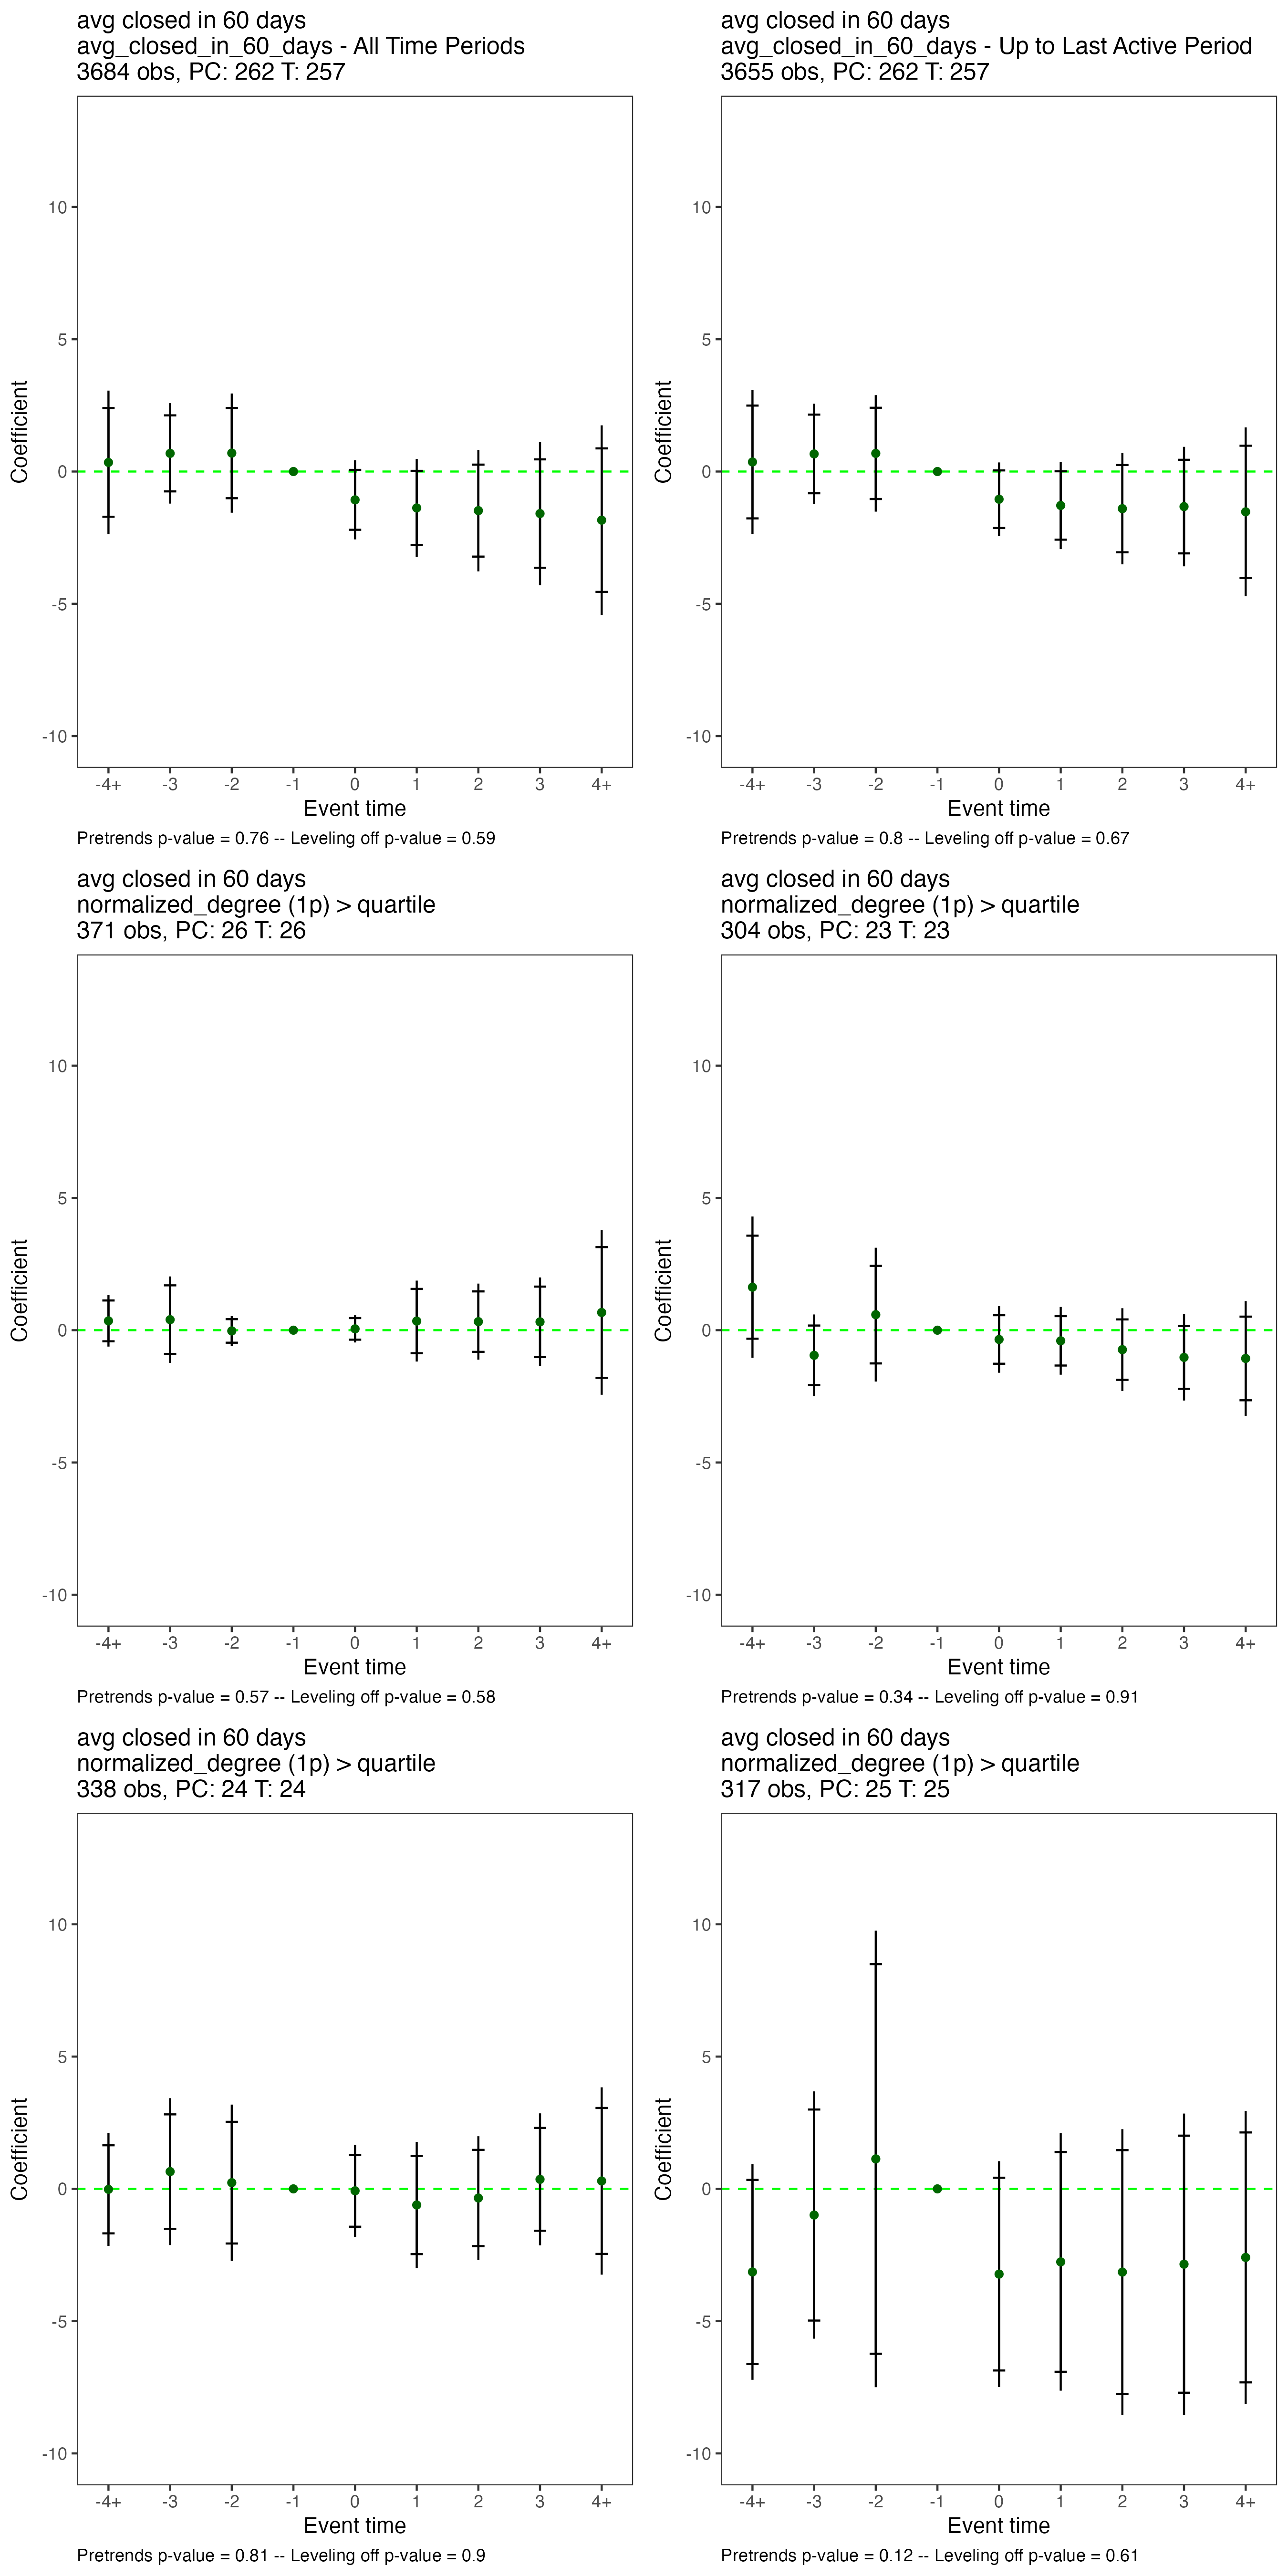 avg closed in 60 days
avg_closed_in_60_days - All Time Periods
3684 obs, PC: 262 T: 257
10
5
0
-5
-10
Coefficient
-4+ -3 -2 -1 0 1 2 3 4+
Event time
Pretrends p-value = 0.76 -- Leveling off p-value = 0.59
avg closed in 60 days
avg_closed_in_60_days - Up to Last Active Period
3655 obs, PC: 262 T: 257
10
5
0
-5
-10
Coefficient
-4+ -3 -2 -1 0 1 2 3 4+
Event time
Pretrends p-value = 0.8 -- Leveling off p-value = 0.67
avg closed in 60 days
normalized_degree (1p) > quartile
371 obs, PC: 26 T: 26
10
5
0
-5
-10
Coefficient
-4+ -3 -2 -1 0 1 2 3 4+
Event time
Pretrends p-value = 0.57 -- Leveling off p-value = 0.58
avg closed in 60 days
normalized_degree (1p) > quartile
304 obs, PC: 23 T: 23
10
5
0
-5
-10
Coefficient
-4+ -3 -2 -1 0 1 2 3 4+
Event time
Pretrends p-value = 0.34 -- Leveling off p-value = 0.91
avg closed in 60 days
normalized_degree (1p) > quartile
338 obs, PC: 24 T: 24
10
5
0
-5
-10
Coefficient
-4+ -3 -2 -1 0 1 2 3 4+
Event time
Pretrends p-value = 0.81 -- Leveling off p-value = 0.9
avg closed in 60 days
normalized_degree (1p) > quartile
317 obs, PC: 25 T: 25
10
5
0
-5
-10
Coefficient
-4+ -3 -2 -1 0 1 2 3 4+
Event time
Pretrends p-value = 0.12 -- Leveling off p-value = 0.61